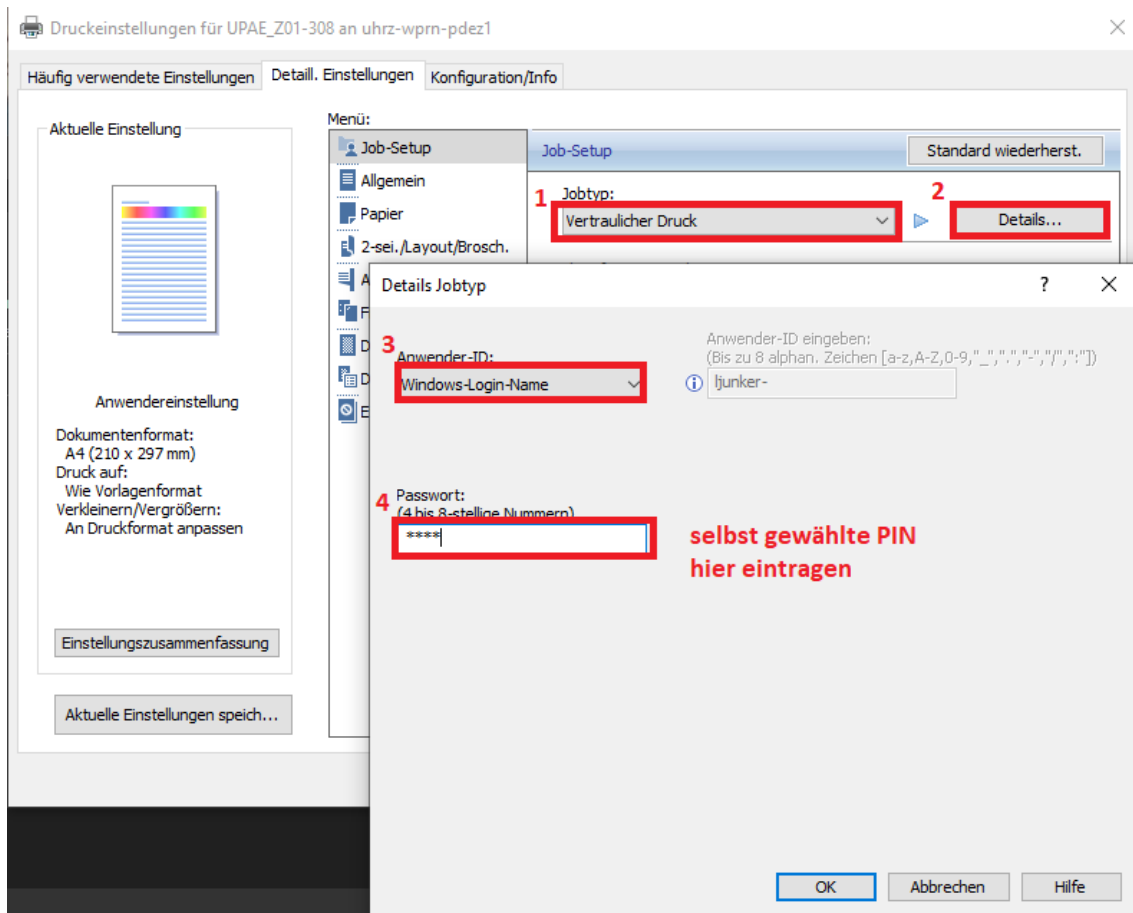 Druckeinstellungen für UPAE_Z01-308 an uhrz-wprn-pdez1
Häufig verwendete Einstellungen
Detaill. Einstellungen
Konfiguration/Info
Aktuelle Einstellung
Anwendereinstellung
Dokumentenformat:
A4 (210 x 297 mm)
Druck auf:
Wie Vorlagenformat
Verkleinern/Vergrößern:
An Druckformat anpassen
Einstellungszusammenfassung
Aktuelle Einstellungen speich...
Menü:
Job-Setup
Allgemein
Papier
2-sei./Layout/Brosch.
A
F
D
D
E
Job-Setup
Standard wiederherst.
1
Jobtyp:
Vertraulicher Druck
2
Details...
Details Jobtyp
?
3
Anwender-ID:
Windows-Login-Name
Anwender-ID eingeben:
(Bis zu 8 alphan. Zeichen [a-z,A-Z,0-9,"_",".","-","/",":"])
ljunker-
4
Passwort:
(4 bis 8-stellige Nummern)
****
selbst gewählte PIN
hier eintragen
OK
Abbrechen
Hilfe